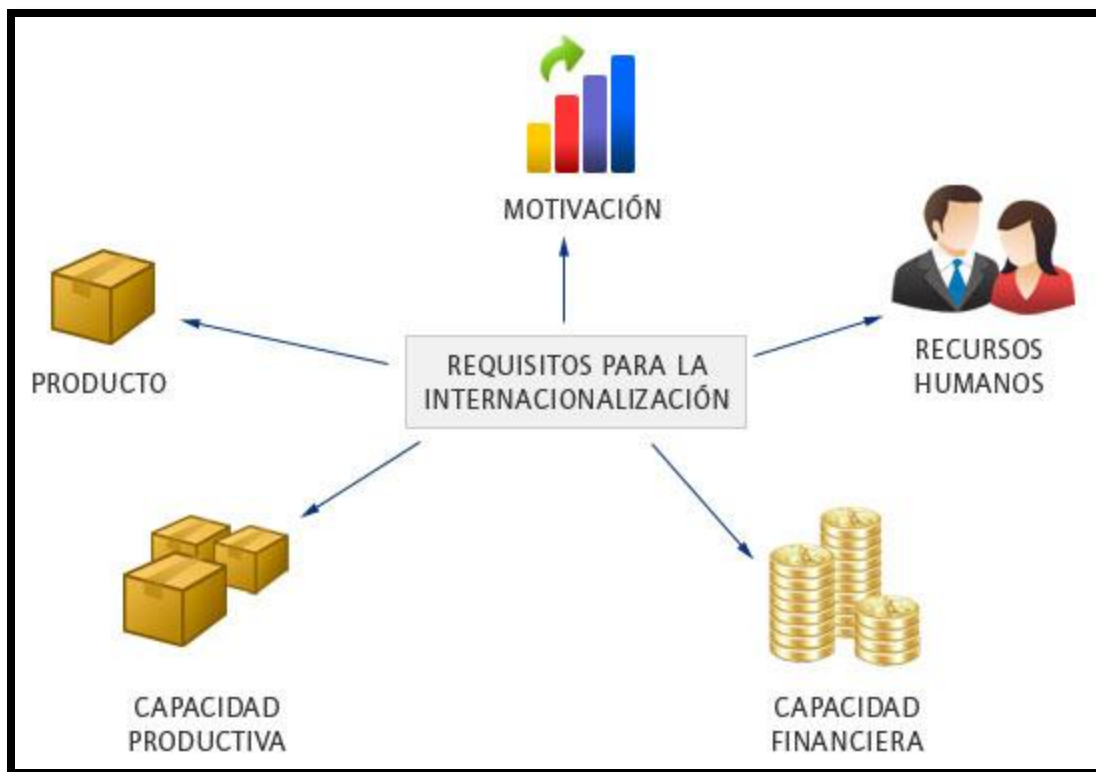 MOTIVACIÓN
RECURSOS
HUMANOS
PRODUCTO
REQUISITOS PARA LA
INTERNACIONALIZACIÓN
CAPACIDAD
PRODUCTIVA
CAPACIDAD
FINANCIERA